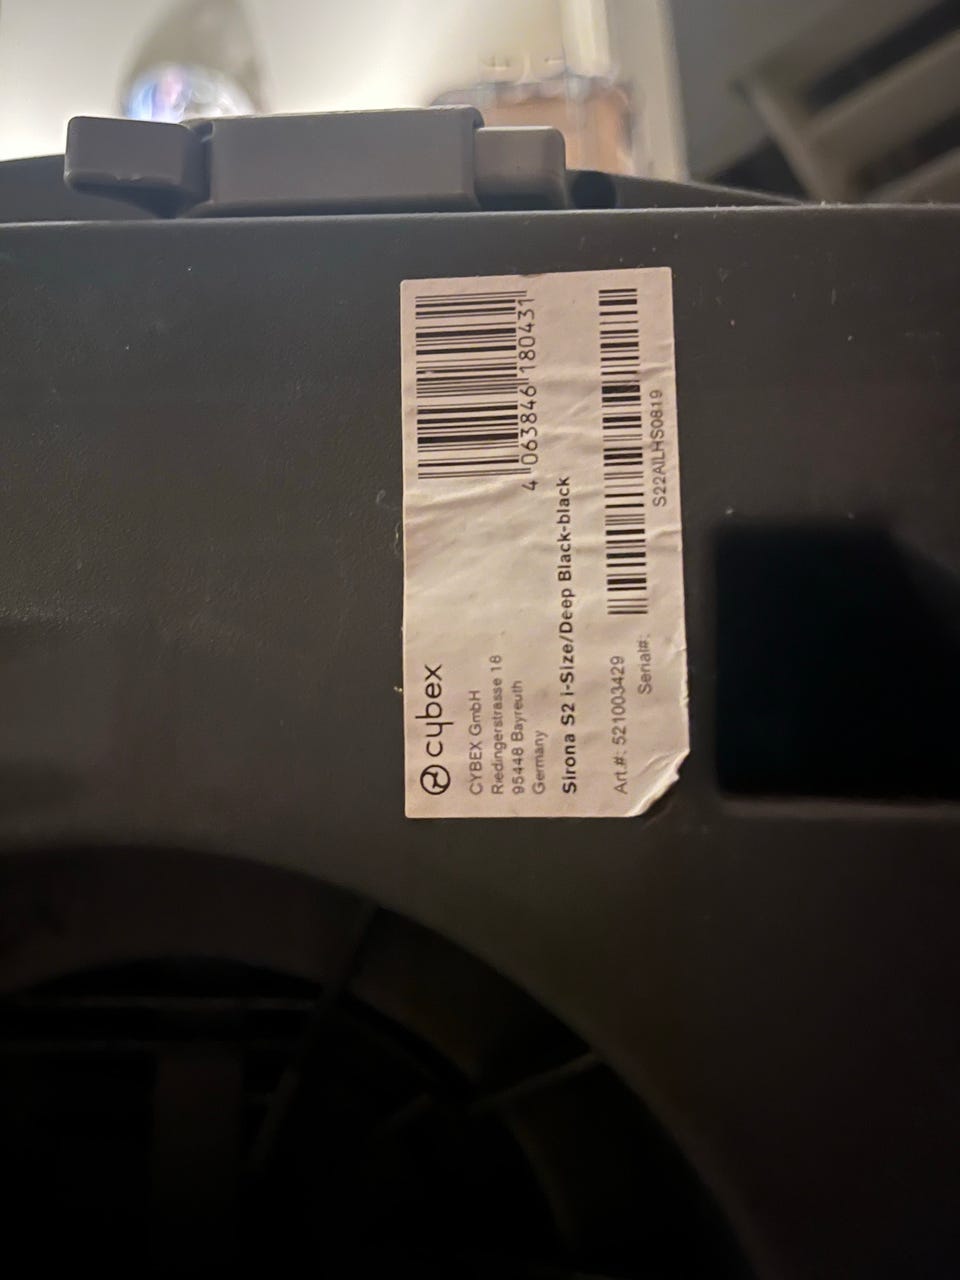 cybex
4 063846 180431
CYBEX GmbH
Riedingerstrasse 18
95448 Bayreuth
Germany
Sirona S2 i-Size/Deep Black-black
Art.#: 521003429
Serial#:
S22AILHS0819